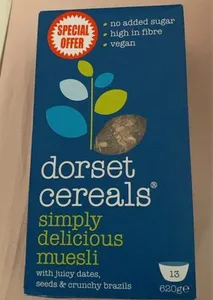 SPECIAL
OFFER
• no added sugar
• high in fibre
• vegan
dorset
cereals®
simply
delicious
muesli
with juicy dates,
seeds & crunchy brazils
13
620g℮